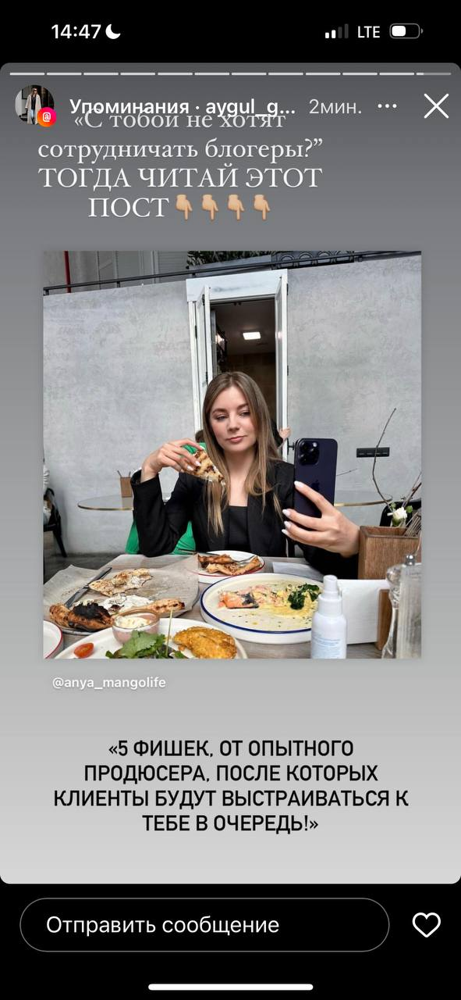 14:47
LTE
Упоминания · aygul_g... 2мин.
“С тобой не хотят
сотрудничать блогеры?”
ТОГДА ЧИТАЙ ЭТОТ
ПОСТ👇🏼👇🏼👇🏼👇🏼
@anya_mangolife
«5 ФИШЕК, ОТ ОПЫТНОГО
ПРОДЮСЕРА, ПОСЛЕ КОТОРЫХ
КЛИЕНТЫ БУДУТ ВЫСТРАИВАТЬСЯ К
ТЕБЕ В ОЧЕРЕДЬ!»
Отправить сообщение